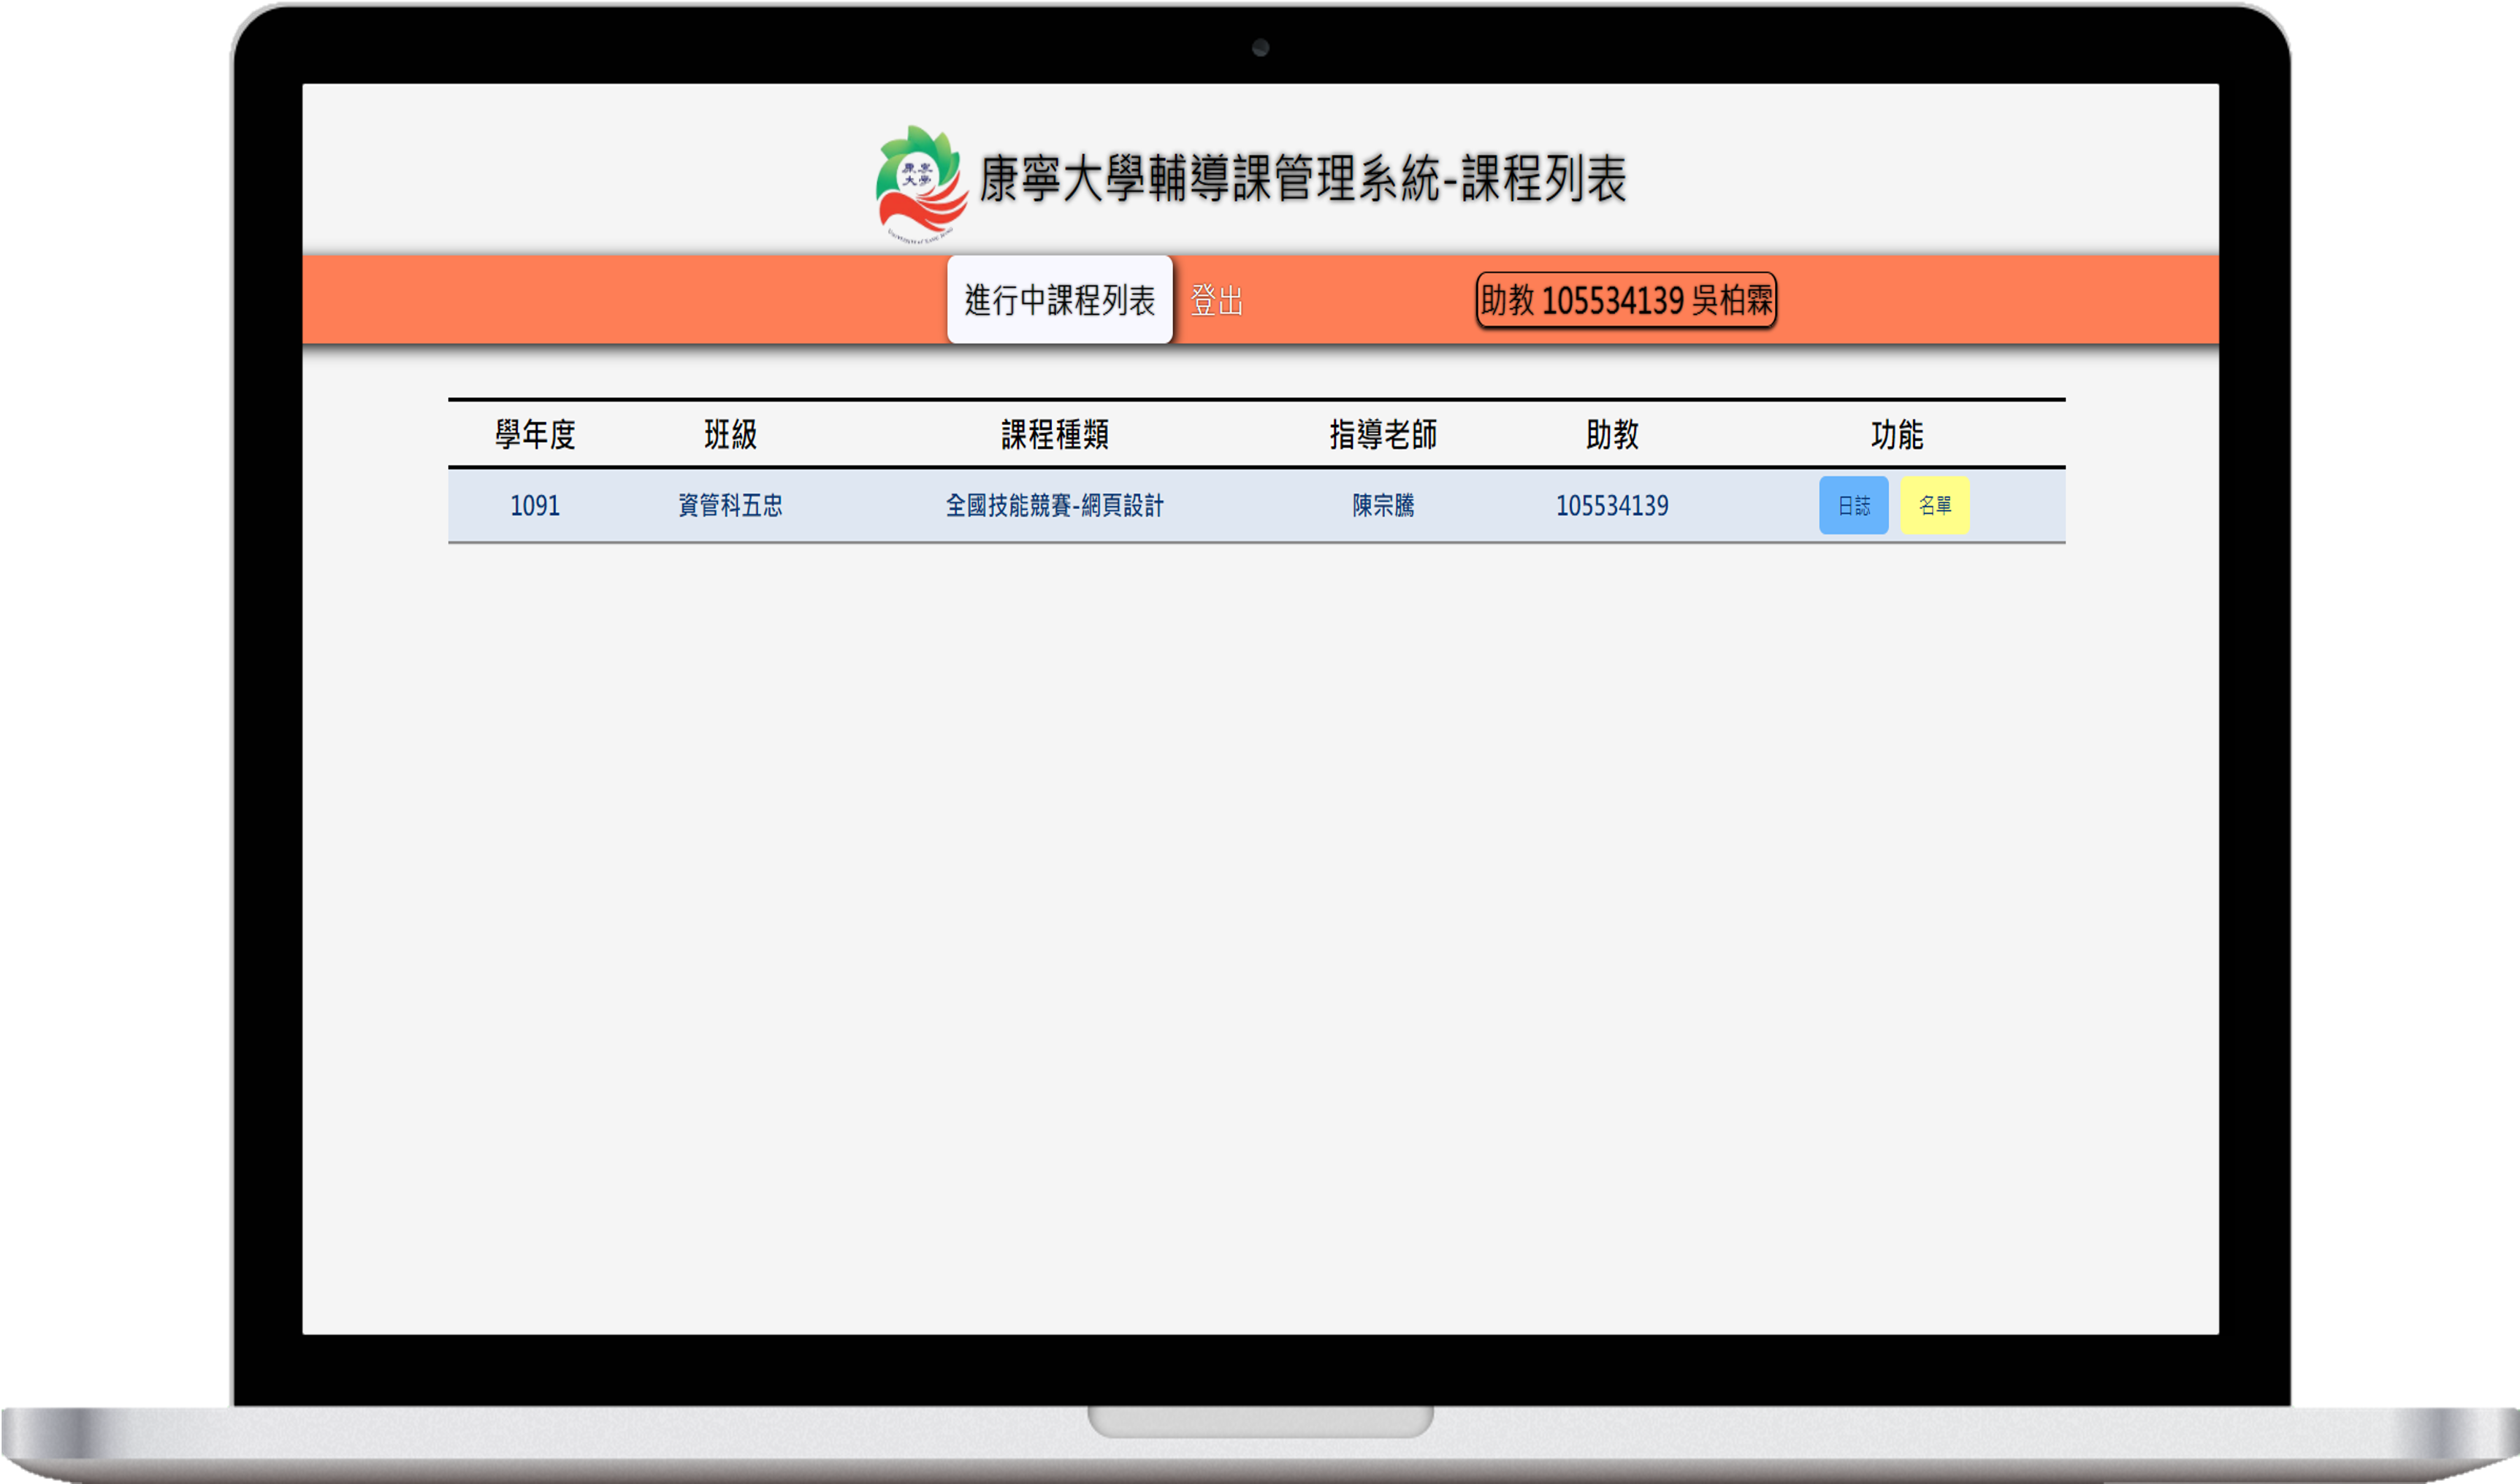 康寧大學
康寧大學輔導課管理系統-課程列表
進行中課程列表 登出 助教 105534139 吳柏霖
學年度 班級 課程種類 指導老師 助教 功能
1091 資管科五忠 全國技能競賽-網頁設計 陳宗騰 105534139 日誌 名單